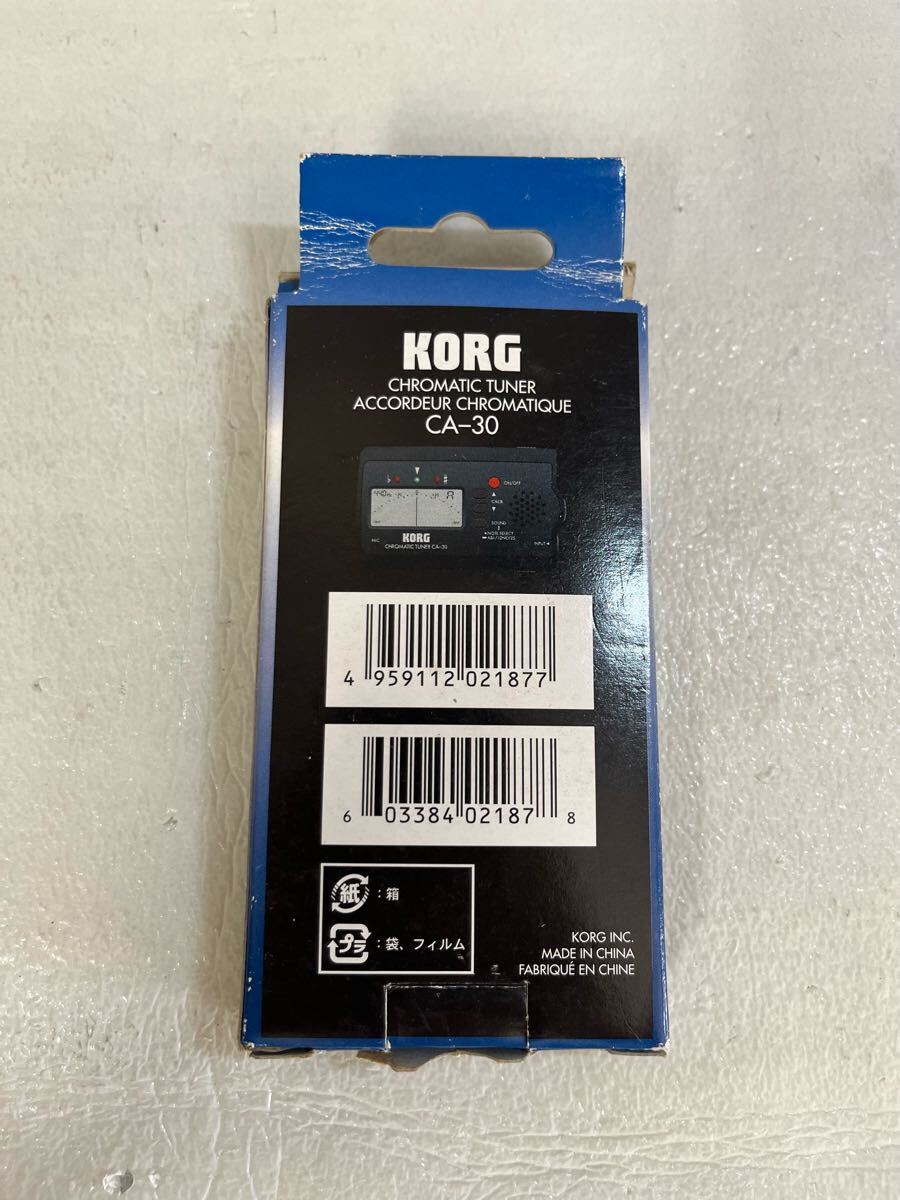 KORG
CHROMATIC TUNER
ACCORDEUR CHROMATIQUE
CA-30
ON/OFF
CALIB
SOUND
NOTE SELECT
INPUT
MIC
A
KORG
CHROMATIC TUNER CA-30
4 959112 021877
6 03384 02187 8
紙 : 箱
プラ : 袋、フィルム
KORG INC.
MADE IN CHINA
FABRIQUÉ EN CHINE